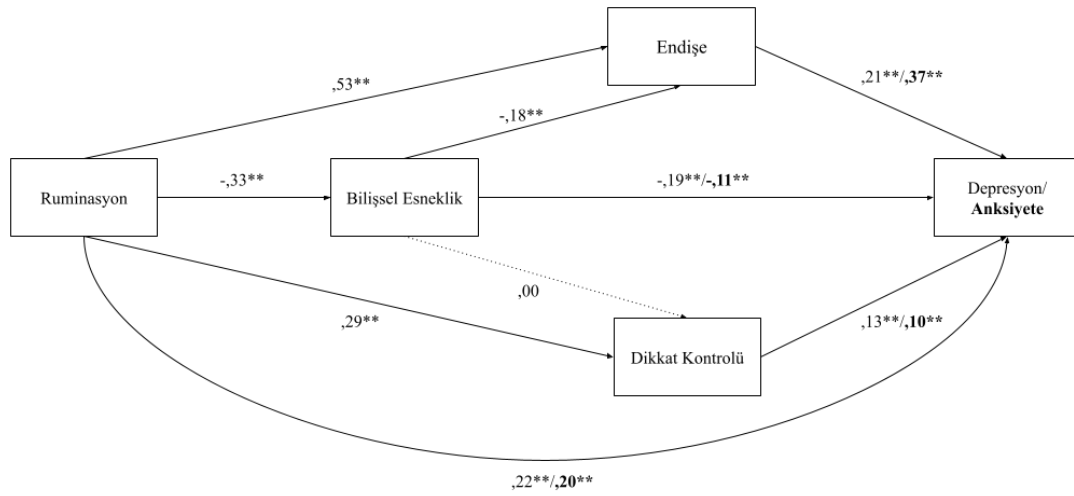 Endişe
,53**
,21**/,37**
-,18**
Ruminasyon
-,33**
Bilişsel Esneklik
-,19**/-,11**
Depresyon/
Anksiyete
,00
,29**
Dikkat Kontrolü
,13**/,10**
,22**/,20**